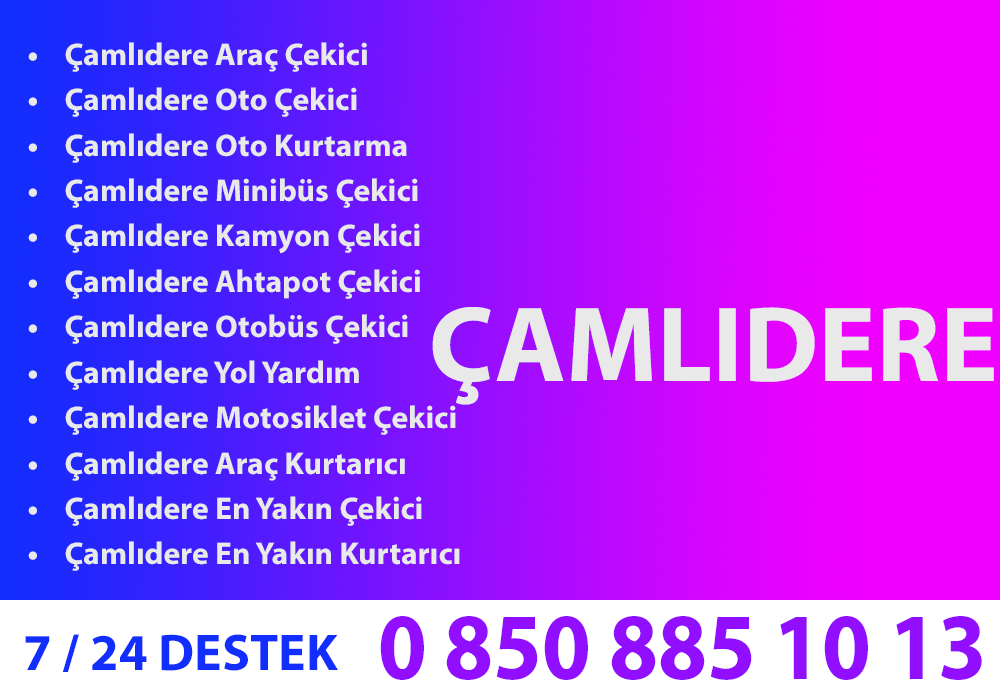 • Çamlıdere Araç Çekici
• Çamlıdere Oto Çekici
• Çamlıdere Oto Kurtarma
• Çamlıdere Minibüs Çekici
• Çamlıdere Kamyon Çekici
• Çamlıdere Ahtapot Çekici
• Çamlıdere Otobüs Çekici
• Çamlıdere Yol Yardım
• Çamlıdere Motosiklet Çekici
• Çamlıdere Araç Kurtarıcı
• Çamlıdere En Yakın Çekici
• Çamlıdere En Yakın Kurtarıcı
ÇAMLIDERE
7 / 24 DESTEK 0 850 885 10 13